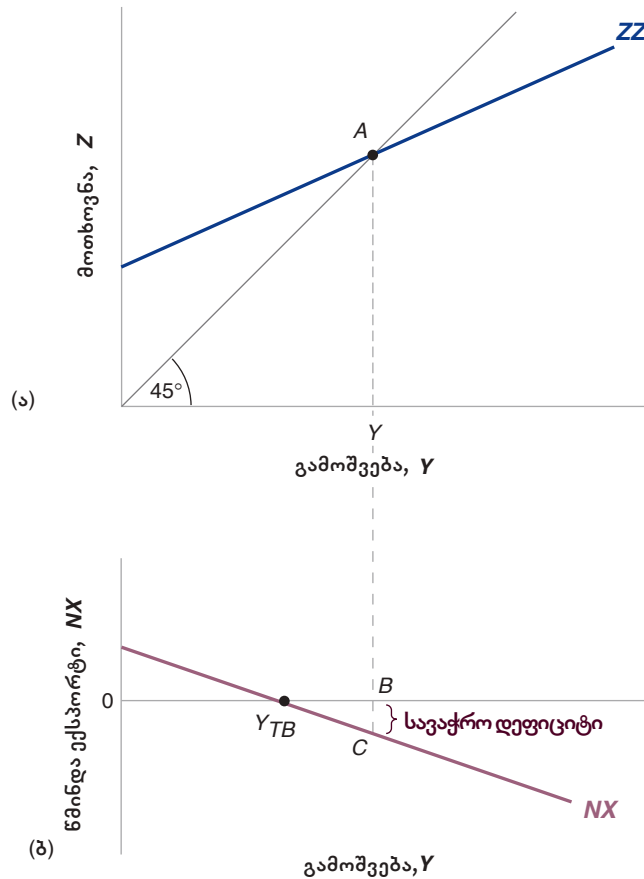 ZZ
A
მოთხოვნა, Z
45°
(ა)
Y
გამოშვება, Y
წმინდა ექსპორტი, NX
0
B
Y_TB
სავაჭრო დეფიციტი
C
NX
(ბ)
გამოშვება,Y